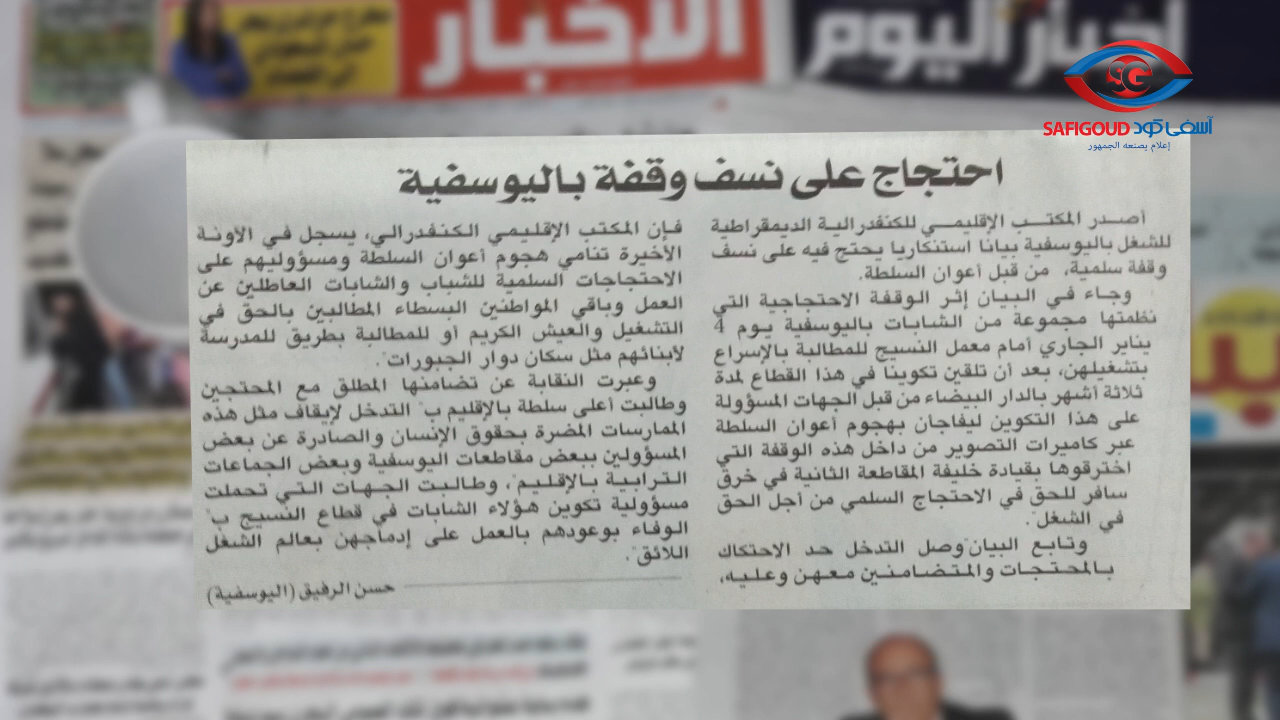 الأخبار
أخبار اليوم
SG
SAFIGOUD آسفي كود
إعلام يصنعه الجمهور
احتجاج على نسف وقفة باليوسفية
أصدر المكتب الإقليمي للكنفدرالية الديمقراطية
للشغل باليوسفية بيانا استنكاريا يحتج فيه على نسف
وقفة سلمية، من قبل أعوان السلطة.
وجاء في البيان إثر الوقفة الاحتجاجية التي
نظمتها مجموعة من الشابات باليوسفية يوم 4
يناير الجاري أمام معمل النسيج للمطالبة بالإسراع
بتشغيلهن، بعد أن تلقين تكوينا في هذا القطاع لمدة
ثلاثة أشهر بالدار البيضاء من قبل الجهات المسؤولة
على هذا التكوين ليفاجان بهجوم أعوان السلطة
عبر كاميرات التصوير من داخل هذه الوقفة التي
اخترقوها بقيادة خليفة المقاطعة الثانية في خرق
سافر للحق في الاحتجاج السلمي من أجل الحق
في الشغل".
وتابع البيان"وصل التدخل حد الاحتكاك
بالمحتجات والمتضامنين معهن وعليه،
فإن المكتب الإقليمي الكنفدرالي، يسجل في الآونة
الأخيرة تنامي هجوم أعوان السلطة ومسؤوليهم على
الاحتجاجات السلمية للشباب والشابات العاطلين عن
العمل وباقي المواطنين البسطاء المطالبين بالحق في
التشغيل والعيش الكريم أو للمطالبة بطريق للمدرسة
لأبنائهم مثل سكان دوار الجبورات".
وعبرت النقابة عن تضامنها المطلق مع المحتجين
وطالبت أعلى سلطة بالإقليم ب" التدخل لإيقاف مثل هذه
الممارسات المضرة بحقوق الإنسان والصادرة عن بعض
المسؤولين ببعض مقاطعات اليوسفية وبعض الجماعات
الترابية بالإقليم"، وطالبت الجهات التي تحملت
مسؤولية تكوين هؤلاء الشابات في قطاع النسيج ب"
الوفاء بوعودهم بالعمل على إدماجهن بعالم الشغل
اللائق".
حسن الرفيق (اليوسفية)